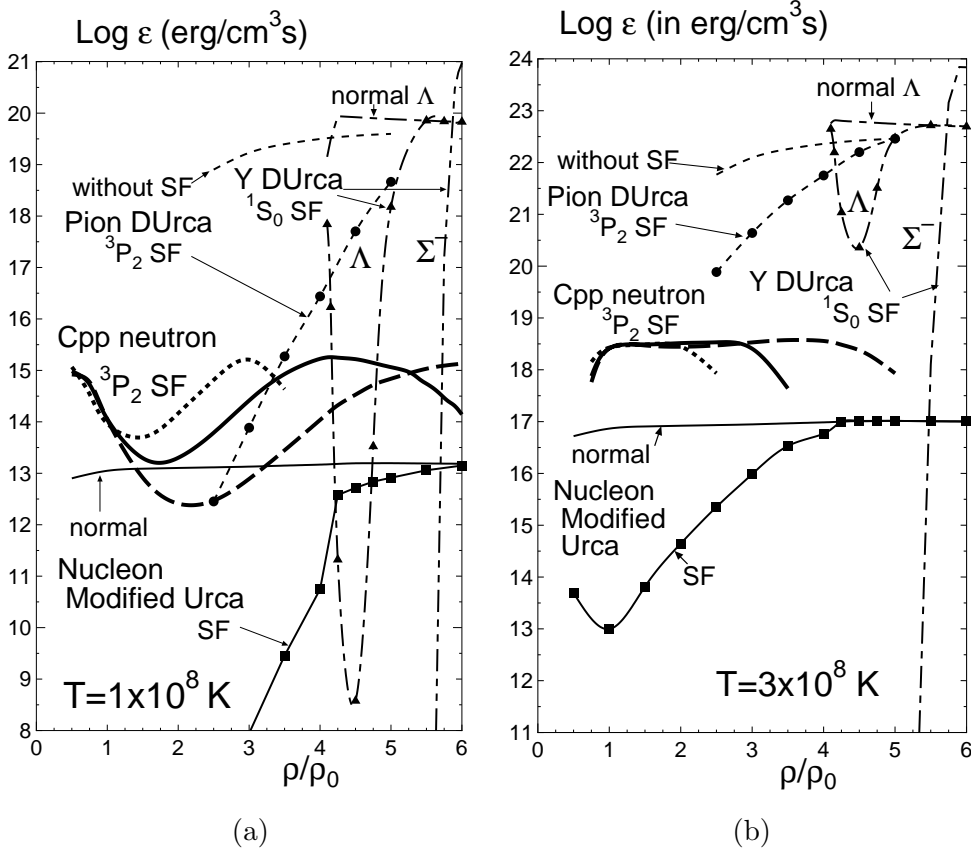 Log ε (erg/cm³s)
21
20
19
18
17
16
15
14
13
12
11
10
9
8
0
1
2
3
4
5
6
ρ/ρ₀
normal Λ
without SF
Y DUrca
¹S₀ SF
Pion DUrca
³P₂ SF
Λ
Σ⁻
Cpp neutron
³P₂ SF
normal
Nucleon
Modified Urca
SF
T=1x10⁸ K
(a)
Log ε (in erg/cm³s)
24
23
22
21
20
19
18
17
16
15
14
13
12
11
0
1
2
3
4
5
6
ρ/ρ₀
normal Λ
without SF
Pion DUrca
³P₂ SF
Λ
Σ⁻
Y DUrca
¹S₀ SF
Cpp neutron
³P₂ SF
normal
Nucleon
Modified
Urca
SF
T=3x10⁸ K
(b)